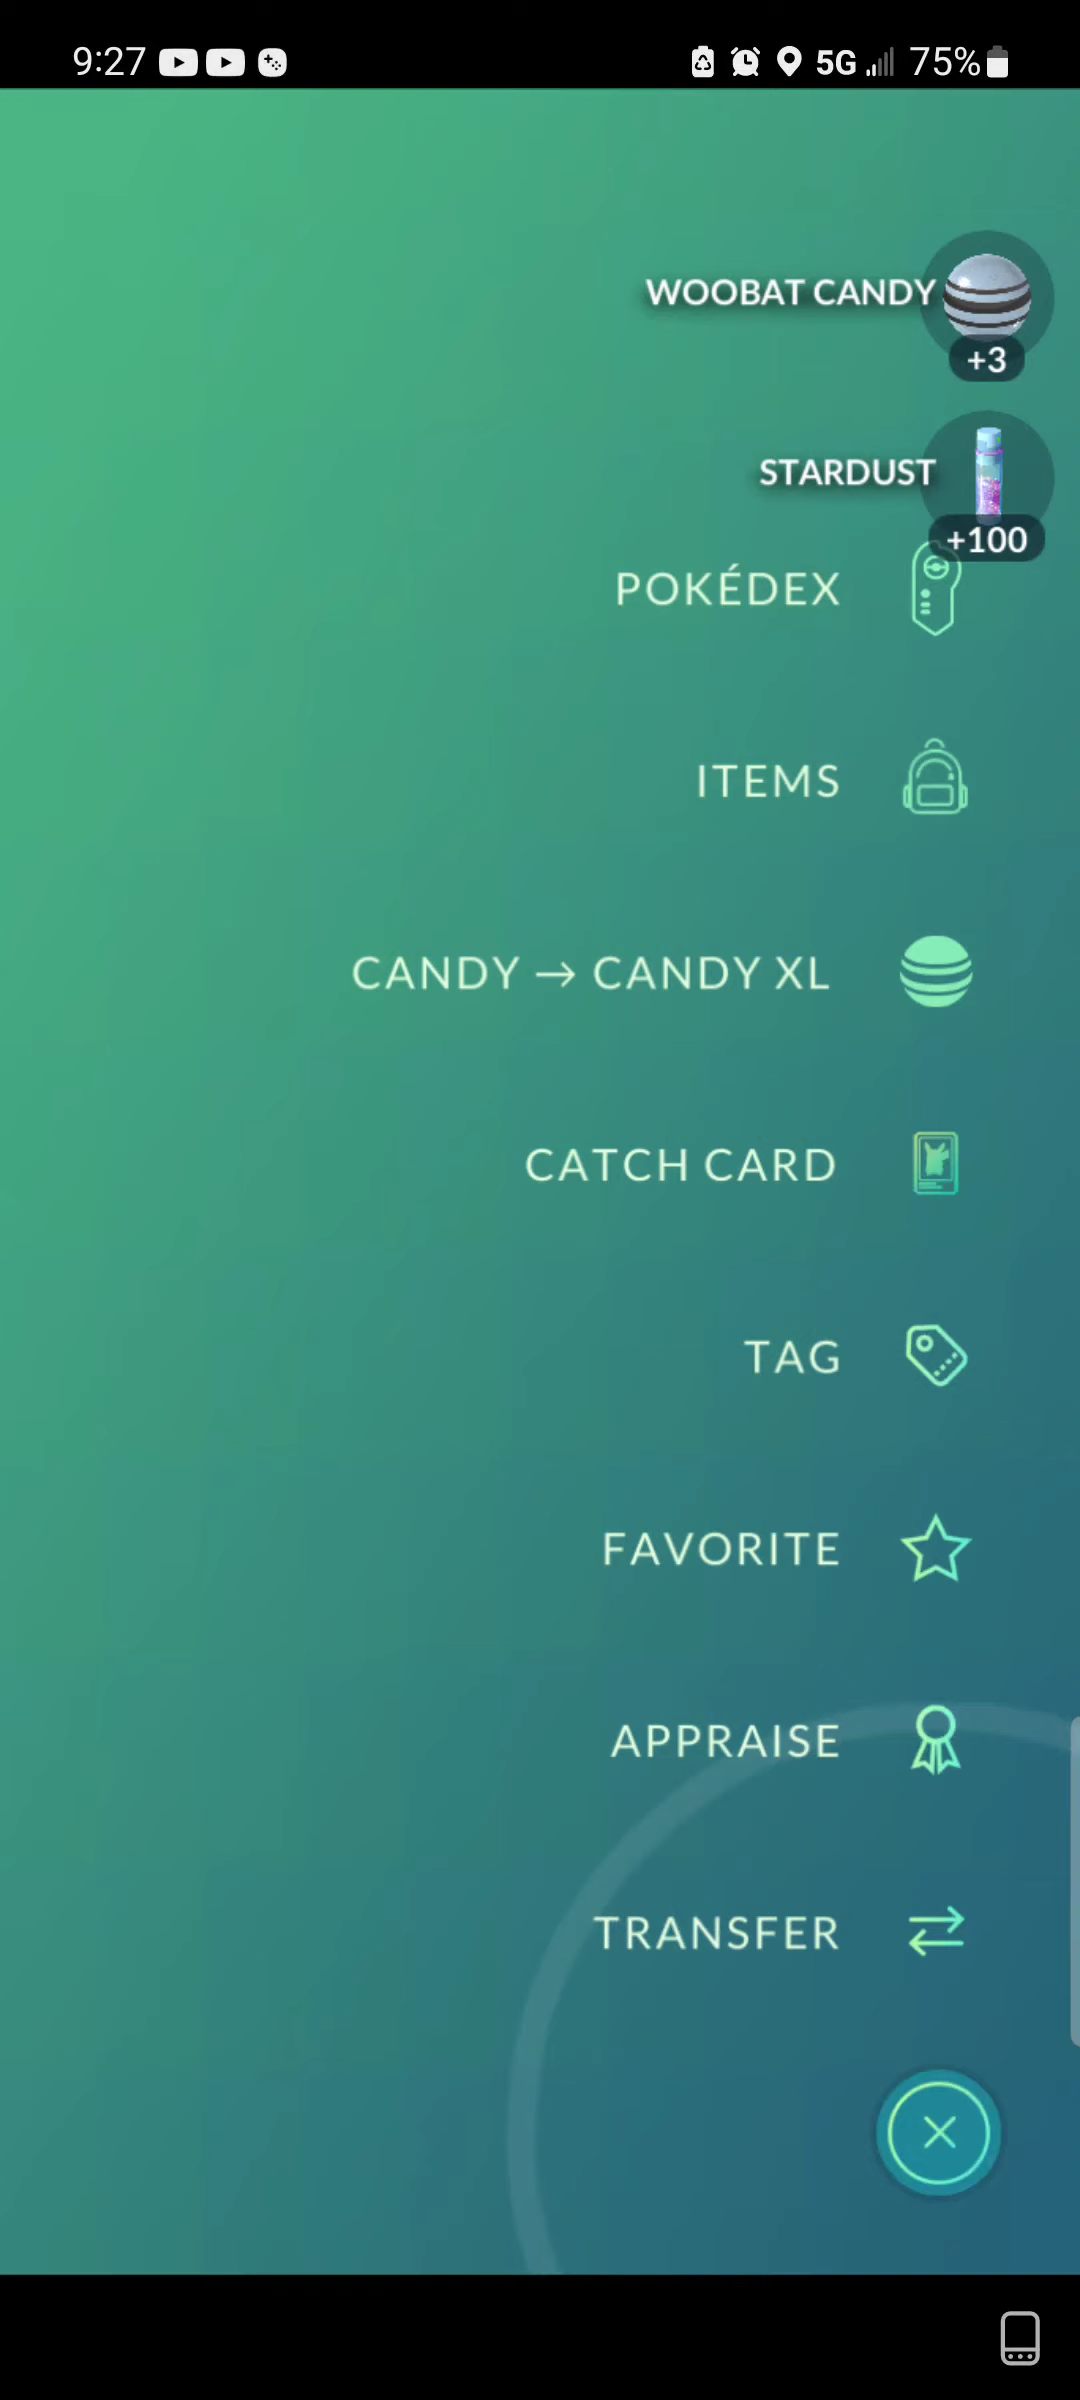 9:27 5G 75%
WOOBAT CANDY
+3
STARDUST
+100
POKÉDEX
ITEMS
CANDY → CANDY XL
CATCH CARD
TAG
FAVORITE
APPRAISE
TRANSFER